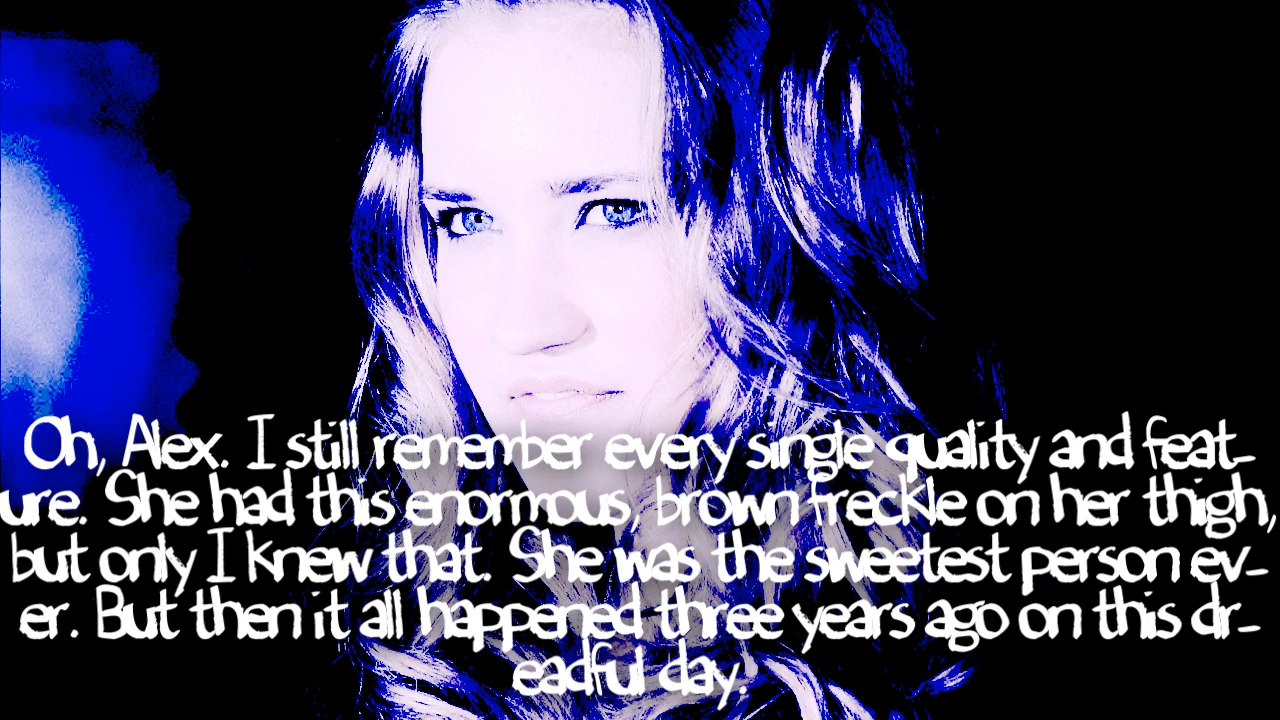 Oh, Alex. I still remember every single quality and feat-
ure. She had this enormous, brown freckle on her thigh,
but only I knew that. She was the sweetest person ev-
er. But then it all happened three years ago on this dr-
eadful day.